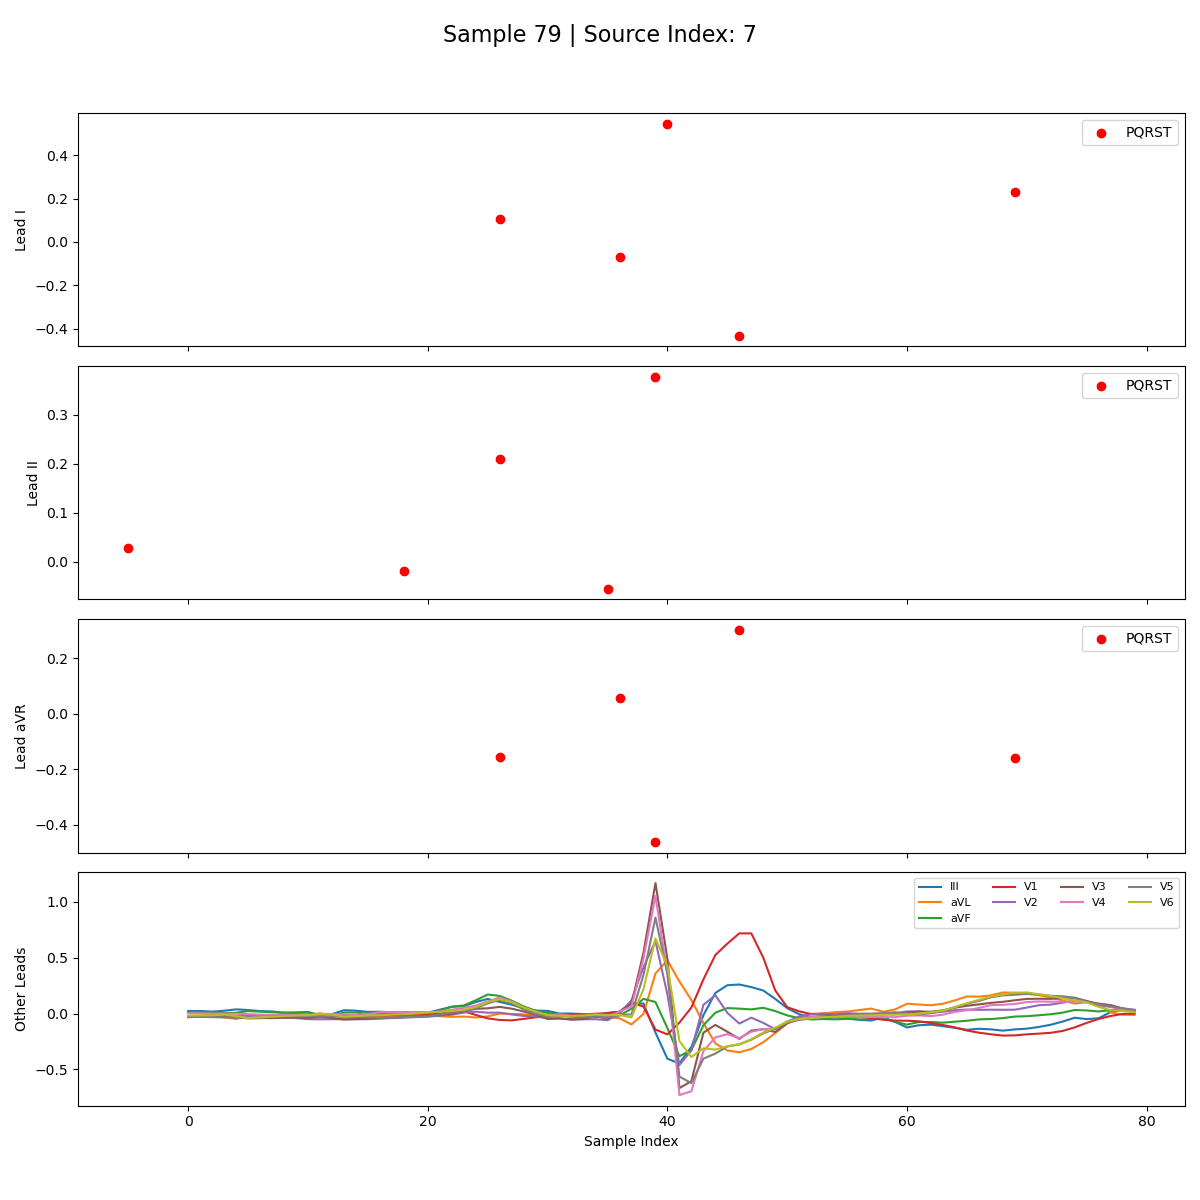 Sample 79 | Source Index: 7
PQRST
0.4
0.2
0.0
−0.2
−0.4
Lead I
PQRST
0.3
0.2
0.1
0.0
Lead II
PQRST
0.2
0.0
−0.2
−0.4
Lead aVR
III V1 V3 V5
aVL V2 V4 V6
aVF
1.0
0.5
0.0
−0.5
Other Leads
0 20 40 60 80
Sample Index